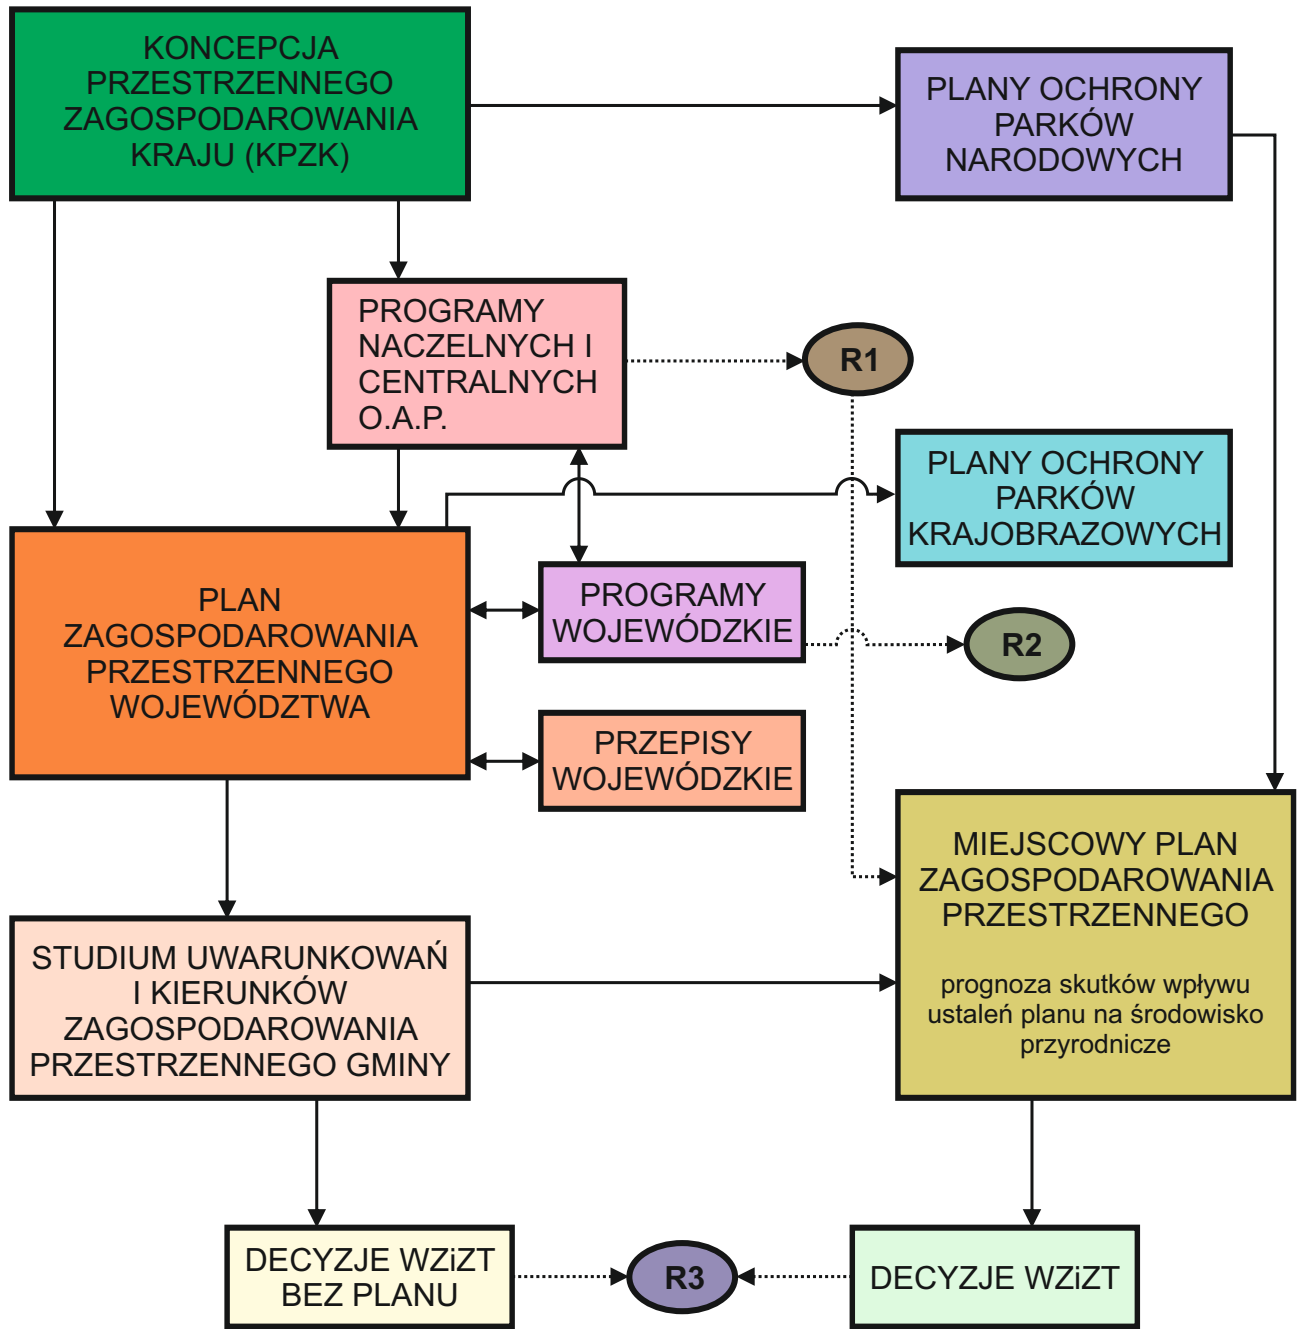 KONCEPCJA
PRZESTRZENNEGO
ZAGOSPODAROWANIA
KRAJU (KPZK)
PLANY OCHRONY
PARKÓW
NARODOWYCH
PROGRAMY
NACZELNYCH I
CENTRALNYCH
O.A.P.
R1
PLANY OCHRONY
PARKÓW
KRAJOBRAZOWYCH
PLAN
ZAGOSPODAROWANIA
PRZESTRZENNEGO
WOJEWÓDZTWA
PROGRAMY
WOJEWÓDZKIE
R2
PRZEPISY
WOJEWÓDZKIE
MIEJSCOWY PLAN
ZAGOSPODAROWANIA
PRZESTRZENNEGO
prognoza skutków wpływu
ustaleń planu na środowisko
przyrodnicze
STUDIUM UWARUNKOWAŃ
I KIERUNKÓW
ZAGOSPODAROWANIA
PRZESTRZENNEGO GMINY
DECYZJE WZiZT
BEZ PLANU
R3
DECYZJE WZiZT